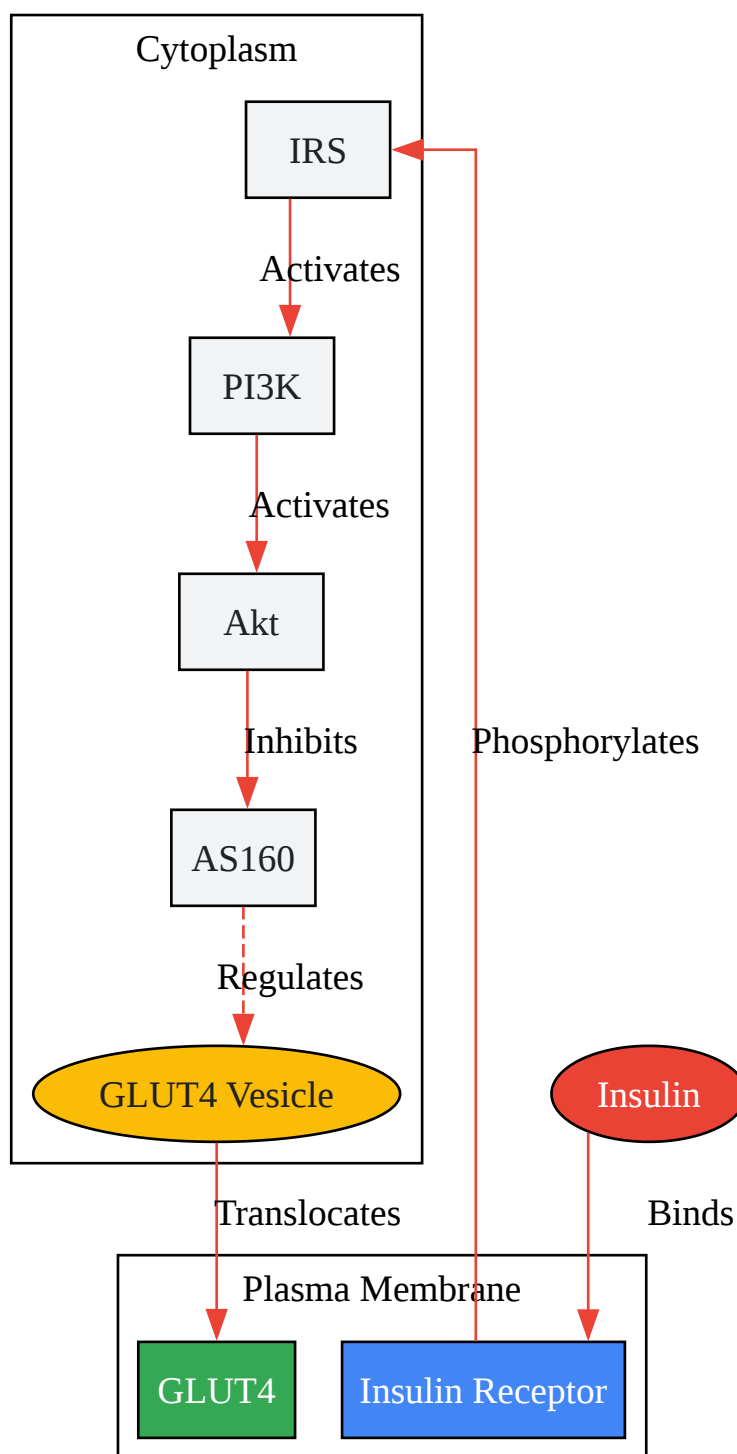 Cytoplasm
IRS
Activates
PI3K
Activates
Akt
Inhibits
Phosphorylates
AS160
Regulates
GLUT4 Vesicle
Insulin
Translocates
Binds
Plasma Membrane
GLUT4
Insulin Receptor